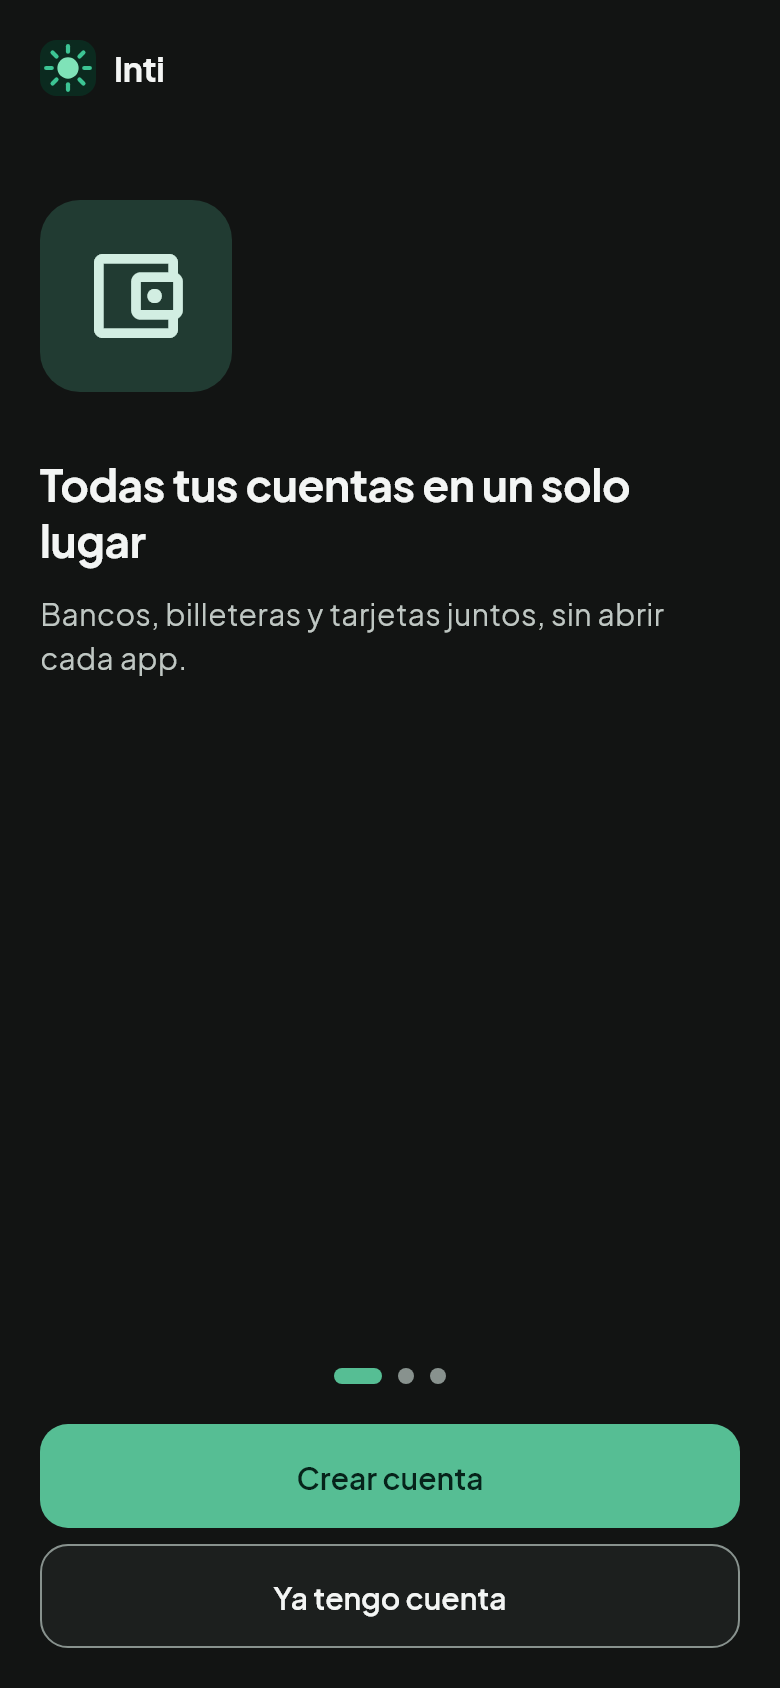 Inti
Todas tus cuentas en un solo
lugar
Bancos, billeteras y tarjetas juntos, sin abrir
cada app.
Crear cuenta
Ya tengo cuenta